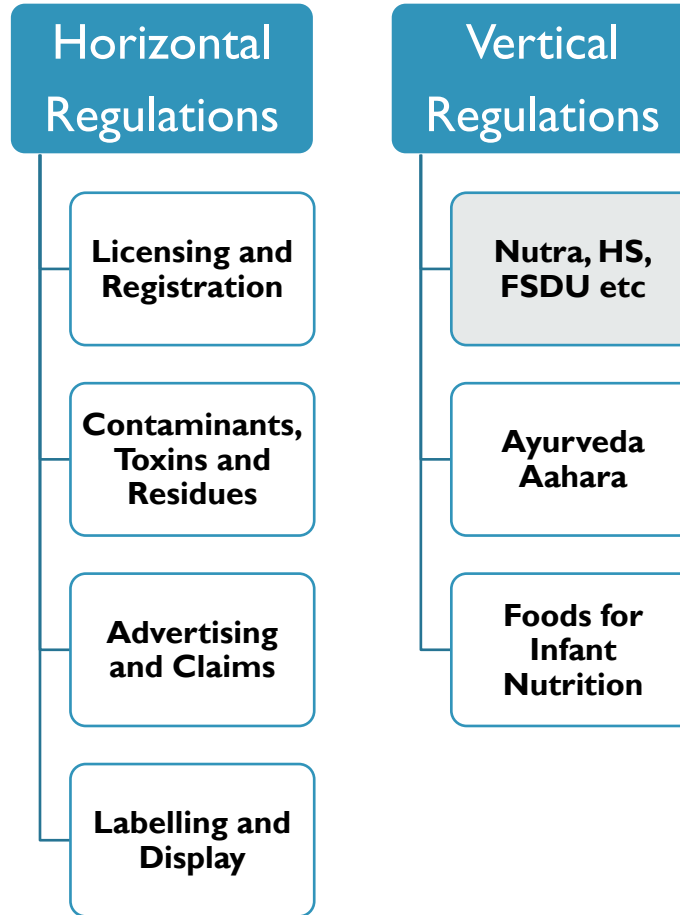 Horizontal
Regulations
Licensing and
Registration
Contaminants,
Toxins and
Residues
Advertising
and Claims
Labelling and
Display
Vertical
Regulations
Nutra, HS,
FSDU etc
Ayurveda
Aahara
Foods for
Infant
Nutrition